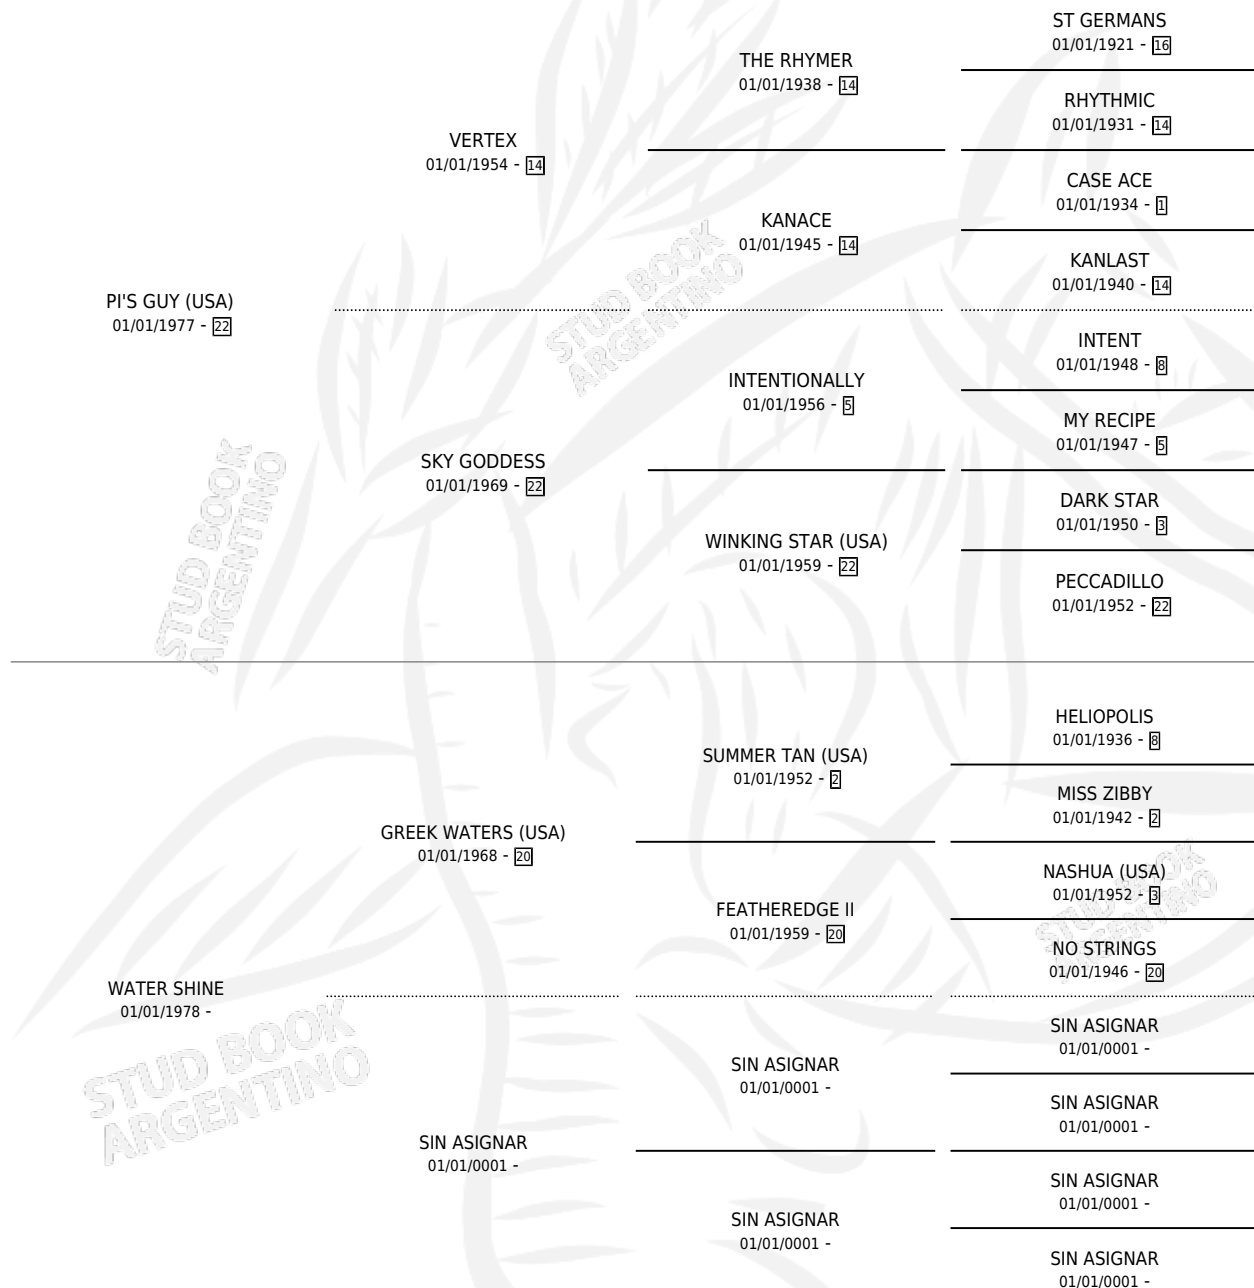 ST GERMANS
01/01/1921 - 16
THE RHYMER
01/01/1938 - 14
RHYTHMIC
01/01/1931 - 14
VERTEX
01/01/1954 - 14
CASE ACE
01/01/1934 - 1
KANACE
01/01/1945 - 14
KANLAST
01/01/1940 - 14
PI'S GUY (USA)
01/01/1977 - 22
INTENT
01/01/1948 - 8
INTENTIONALLY
01/01/1956 - 5
MY RECIPE
01/01/1947 - 5
SKY GODDESS
01/01/1969 - 22
DARK STAR
01/01/1950 - 3
WINKING STAR (USA)
01/01/1959 - 22
PECCADILLO
01/01/1952 - 22
HELIOPOLIS
01/01/1936 - 8
SUMMER TAN (USA)
01/01/1952 - 2
MISS ZIBBY
01/01/1942 - 2
GREEK WATERS (USA)
01/01/1968 - 20
NASHUA (USA)
01/01/1952 - 3
FEATHEREDGE II
01/01/1959 - 20
NO STRINGS
01/01/1946 - 20
WATER SHINE
01/01/1978 -
SIN ASIGNAR
01/01/0001 -
SIN ASIGNAR
01/01/0001 -
SIN ASIGNAR
01/01/0001 -
SIN ASIGNAR
01/01/0001 -
SIN ASIGNAR
01/01/0001 -
SIN ASIGNAR
01/01/0001 -
SIN ASIGNAR
01/01/0001 -
STUD BOOK
ARGENTINO
STUD BOOK
ARGENTINO
STUD BOOK
ARGENTINO
STUD BOOK
ARGENTINO